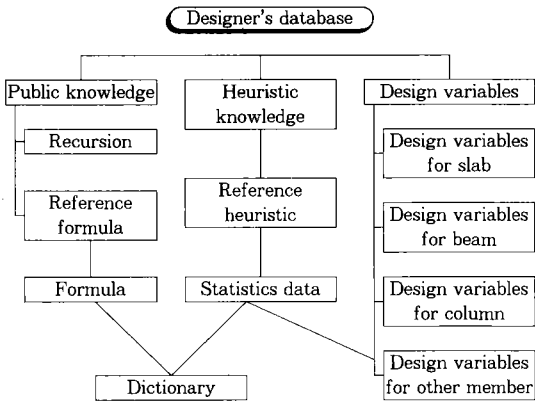 Designer's database
Public knowledge
Heuristic
knowledge
Design variables
Recursion
Design variables
for slab
Reference
formula
Reference
heuristic
Design variables
for beam
Formula
Statistics data
Design variables
for column
Dictionary
Design variables
for other member